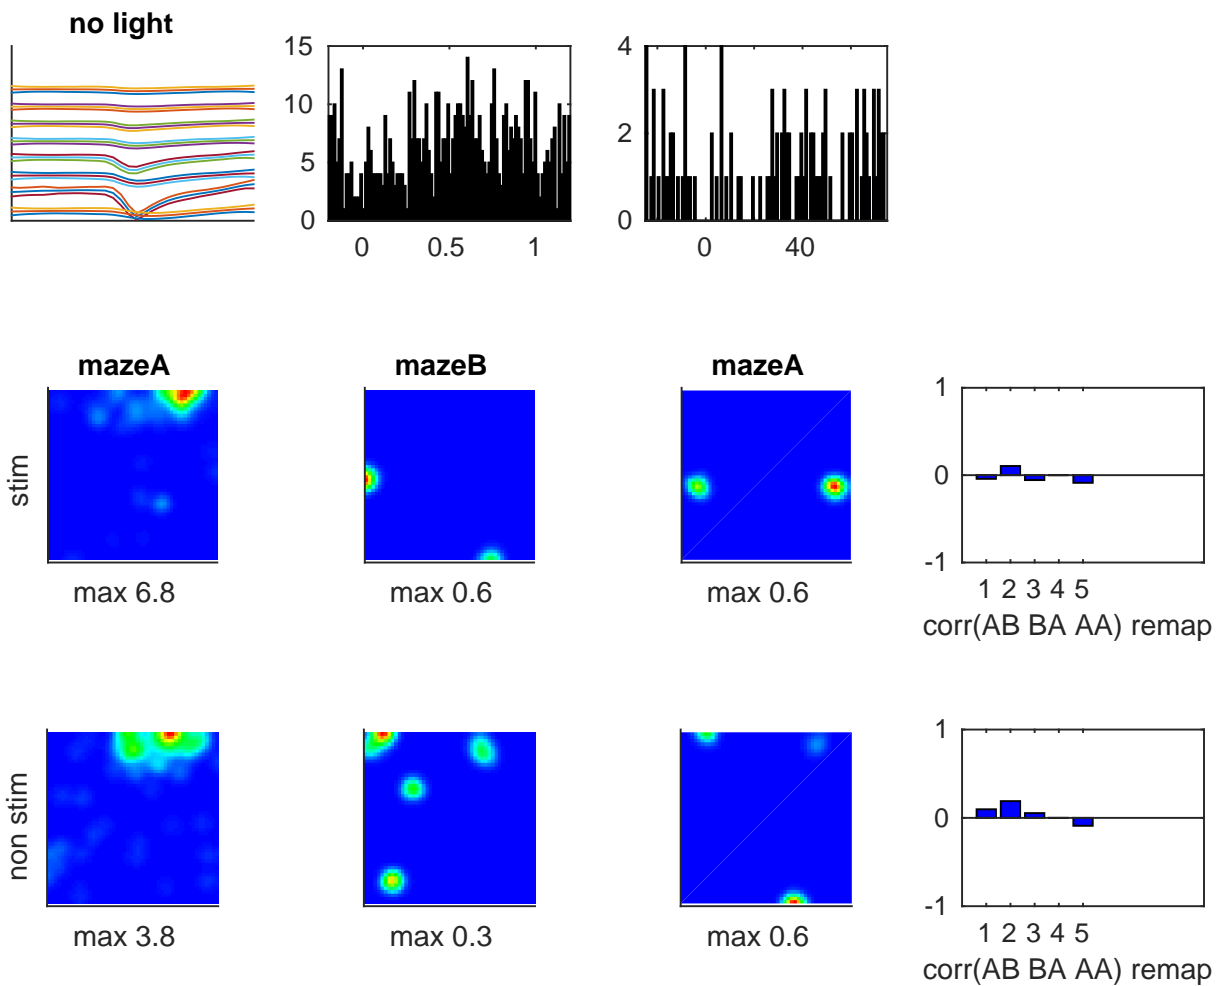 no light
15
10
5
0
0 0.5 1
4
2
0
0 40
mazeA mazeB mazeA
stim
1
0
-1
1 2 3 4 5
max 6.8 max 0.6 max 0.6
corr(AB BA AA) remap
non stim
1
0
-1
1 2 3 4 5
max 3.8 max 0.3 max 0.6
corr(AB BA AA) remap